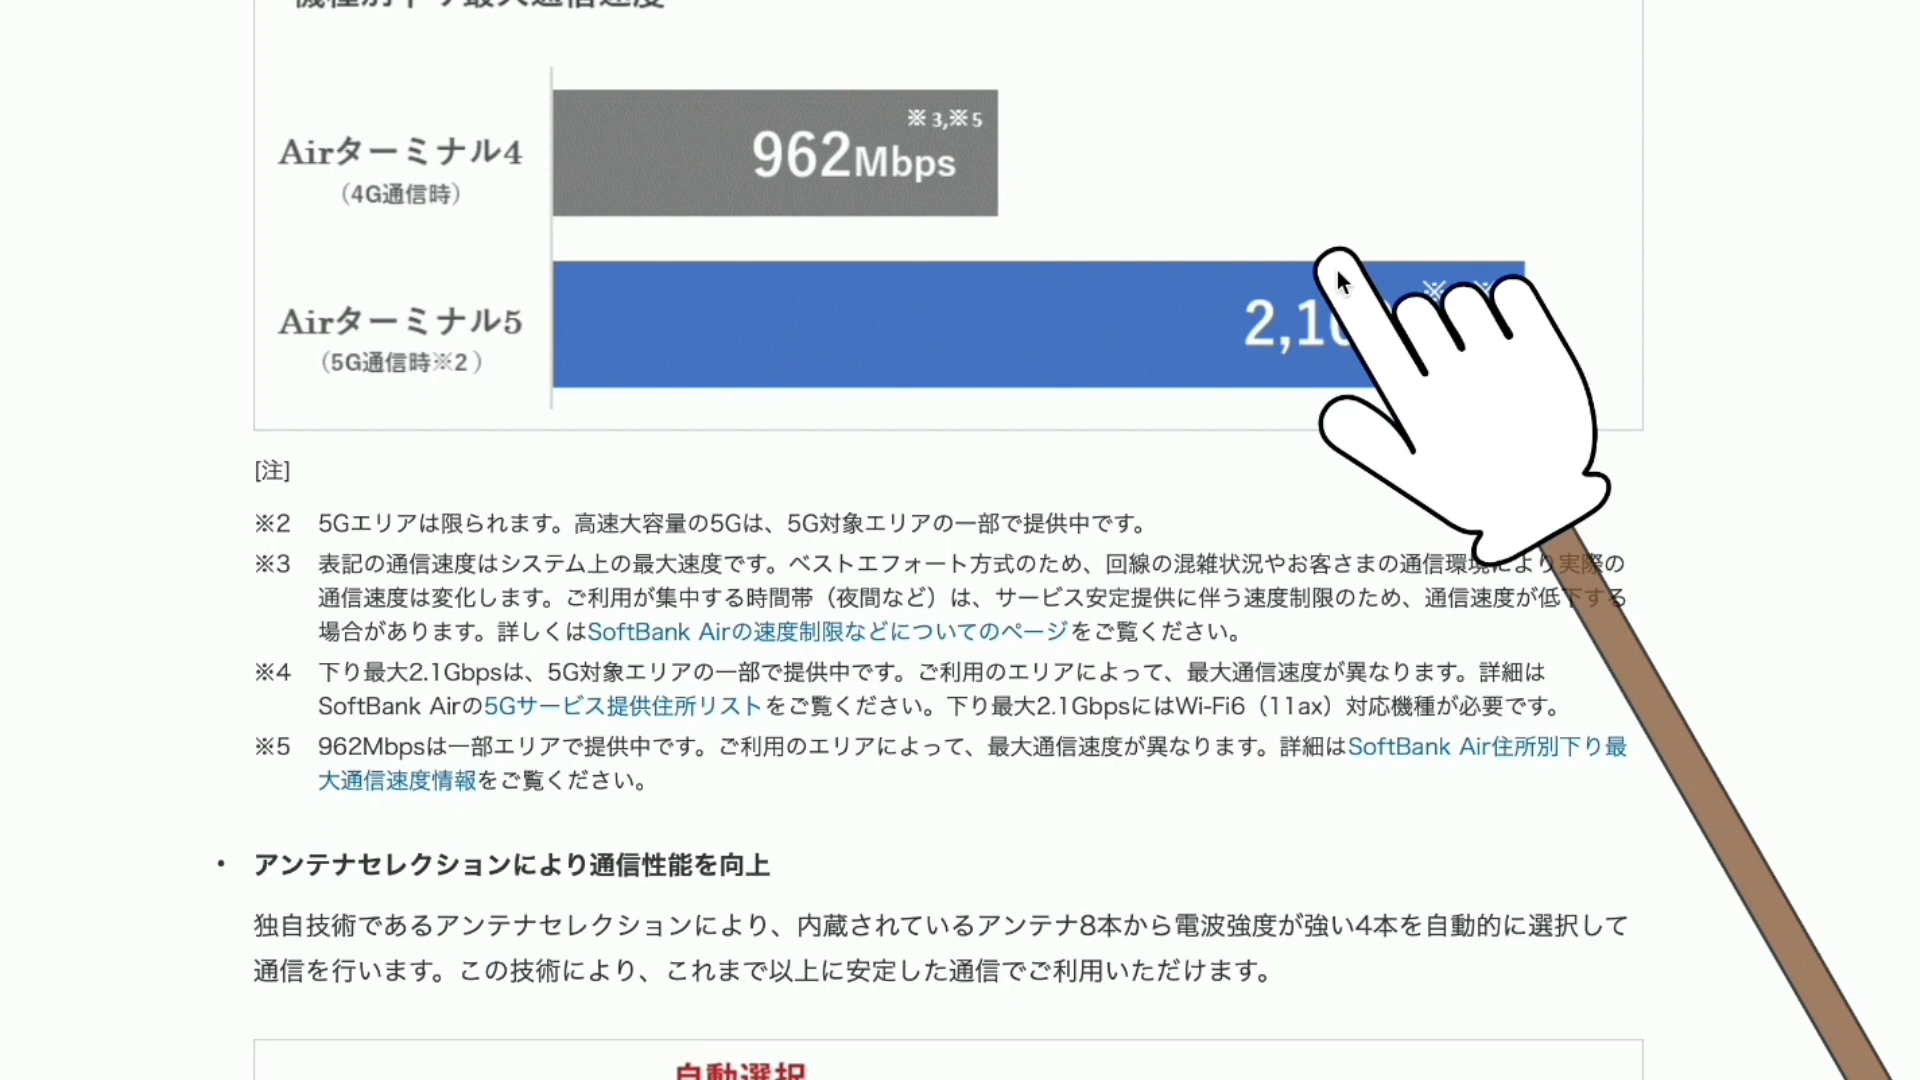 機種別下り最大通信速度
※3,※5
Airターミナル4
962Mbps
（4G通信時）
Airターミナル5
2,1
（5G通信時※2 ）
[注]
※2 5Gエリアは限られます。高速大容量の5Gは、5G対象エリアの一部で提供中です。
※3 表記の通信速度はシステム上の最大速度です。ベストエフォート方式のため、回線の混雑状況やお客さまの通信環境により実際の
通信速度は変化します。ご利用が集中する時間帯（夜間など）は、サービス安定提供に伴う速度制限のため、通信速度が低下する
場合があります。詳しくはSoftBank Airの速度制限などについてのページをご覧ください。
※4 下り最大2.1Gbpsは、5G対象エリアの一部で提供中です。ご利用のエリアによって、最大通信速度が異なります。詳細は
SoftBank Airの5Gサービス提供住所リストをご覧ください。下り最大2.1GbpsにはWi-Fi6（11ax）対応機種が必要です。
※5 962Mbpsは一部エリアで提供中です。ご利用のエリアによって、最大通信速度が異なります。詳細はSoftBank Air住所別下り最
大通信速度情報をご覧ください。
・ アンテナセレクションにより通信性能を向上
独自技術であるアンテナセレクションにより、内蔵されているアンテナ8本から電波強度が強い4本を自動的に選択して
通信を行います。この技術により、これまで以上に安定した通信でご利用いただけます。
自動選択